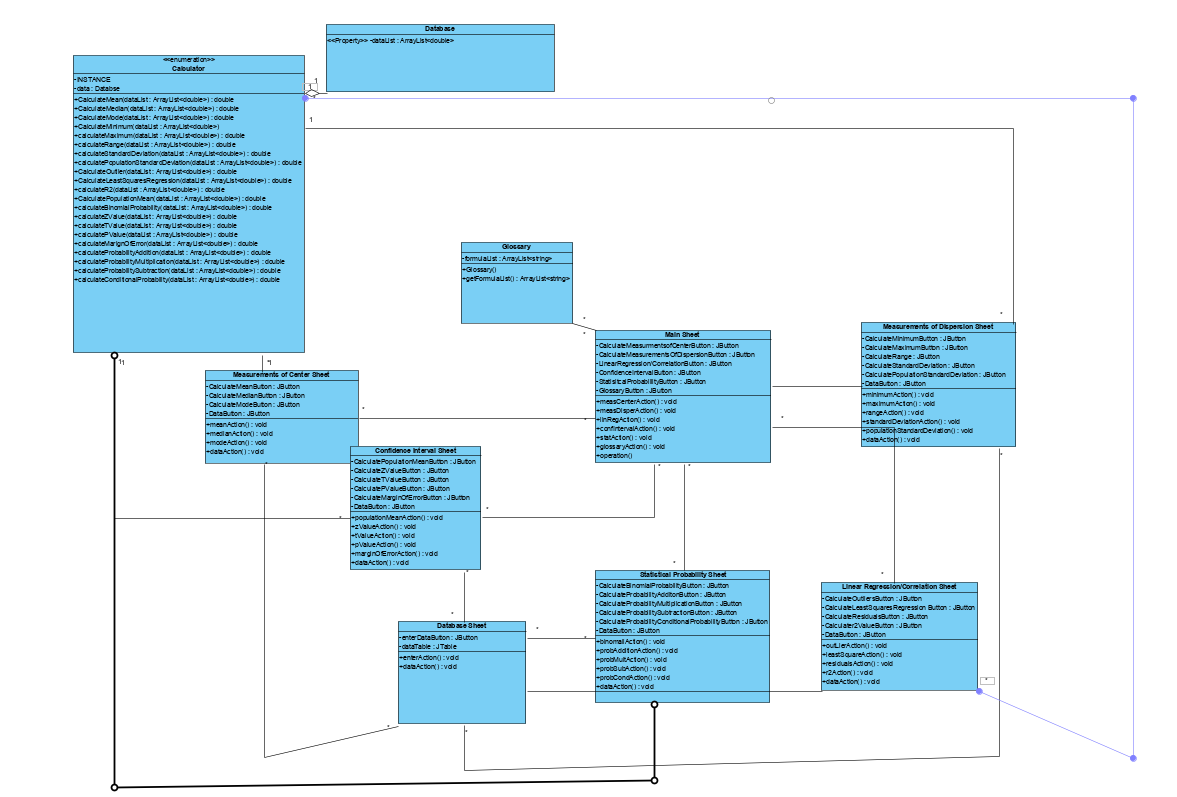 Database
<<Property>> -dataList : ArrayList<double>
<<enumeration>>
Calculator
-INSTANCE
-data : Databse
+CalculateMean(dataList : ArrayList<double>) : double
+CalculateMedian(dataList : ArrayList<double>) : double
+CalculateMode(dataList : ArrayList<double>) : double
+CalculateMinimum(dataList : ArrayList<double>)
+calculateMaximum(dataList : ArrayList<double>) : double
+calculateRange(dataList : ArrayList<double>) : double
+calculateStandardDeviation(dataList : ArrayList<double>) : double
+calculatePopulationStandardDeviation(dataList : ArrayList<double>) : double
+CalculateOutlier(dataList : ArrayList<double>) : double
+CalculateLeastSquaresRegression(dataList : ArrayList<double>) : double
+calculateR2(dataList : ArrayList<double>) : double
+CalculatePopulationMean(dataList : ArrayList<double>) : double
+calculateBinomialProbability(dataList : ArrayList<double>) : double
+calculateZValue(dataList : ArrayList<double>) : double
+calculateTValue(dataList : ArrayList<double>) : double
+calculatePValue(dataList : ArrayList<double>) : double
+calculateMarignOfError(dataList : ArrayList<double>) : double
+calculateProbabilityAddition(dataList : ArrayList<double>) : double
+calculateProbabilityMultiplication(dataList : ArrayList<double>) : double
+calculateProbabilitySubtraction(dataList : ArrayList<double>) : double
+calculateConditionalProbability(dataList : ArrayList<double>) : double
1
1
1
Glossary
-formulaList : ArrayList<string>
+Glossary()
+getFormulaList() : ArrayList<string>
*
*
Main Sheet
-CalculateMeasurmentsofCenterButton : JButton
-CalculateMeasurementsOfDispersionButton : JButton
-LinearRegression/CorrelationButton : JButton
-ConfidenceIntervalButton : JButton
-StatisitcalProbabilityButton : JButton
-GlossaryButton : JButton
+measCenterAction() : void
+measDisperAction() : void
+linRegAction() : void
+confIntervalAction() : void
+statAction() : void
+glossaryAction() : void
+operation()
*
Measurements of Dispersion Sheet
-CalculateMinimumButton : JButton
-CalculateMaximumButton : JButton
-CalculateRange : JButton
-CalculateStandardDeviation : JButton
-CalculatePopulationStandardDeviation : JButton
-DataButton : JButton
+minimumAction() : void
+maximumAction() : void
+rangeAction() : void
+standardDeviationAction() : void
+populationStandardDeviation() : void
+dataAction() : void
1
1
*
1
Measurements of Center Sheet
-CalculateMeanButton : JButton
-CalculateMedianButton : JButton
-CalculateModeButton : JButton
-DataButton : JButton
+meanAction() : void
+medianAction() : void
+modeAction() : void
+dataAction() : void
*
*
*
*
Confidence Interval Sheet
-CalculatePopulationMeanButton : JButton
-CalculateZValueButton : JButton
-CalculateTValueButton : JButton
-CalculatePValueButton : JButton
-CalculateMarginOfErrorButton : JButton
-DataButton : JButton
+populationMeanAction() : void
+zValueAction() : void
+tValueAction() : void
+pValueAction() : void
+marginOfErrorAction() : void
+dataAction() : void
*
*
*
*
*
*
*
*
*
Statistical Probability Sheet
-CalculateBinomialProbabilityButton : JButton
-CalculateProbabilityAdditonButton : JButton
-CalculateProbabilityMultiplicationButton : JButton
-CalculateProbabilitySubtractionButton : JButton
-CalculateProbabilityConditionalProbabilityButton : JButton
-DataButton : JButton
+binomailAction() : void
+probAdditionAction() : void
+probMultAction() : void
+probSubAction() : void
+probCondAction() : void
+dataAction() : void
Linear Regression/Correlation Sheet
-CalculateOutliersButton : JButton
-CalculateLeastSquaresRegression Button : JButton
-CalculateResidualsButton : JButton
-Calculater2ValueButton : JButton
-DataButton : JButton
+outLierAction() : void
+leastSquareAction() : void
+residualsAction() : void
+r2Action() : void
+dataAction() : void
*
Database Sheet
-enterDataButton : JButton
-dataTable : JTable
+enterAction() : void
+dataAction() : void
*
*
*
*